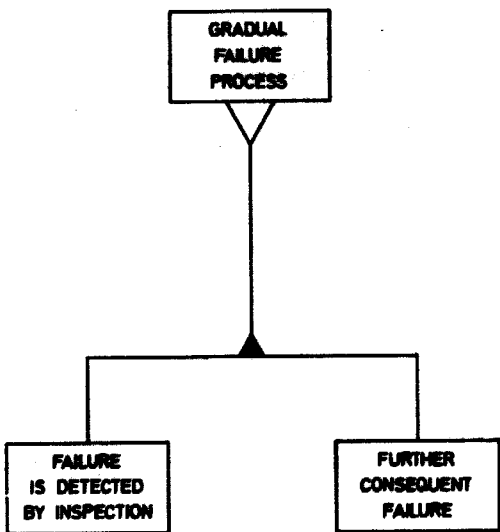 GRADUAL
FAILURE
PROCESS
FAILURE
IS DETECTED
BY INSPECTION
FURTHER
CONSEQUENT
FAILURE